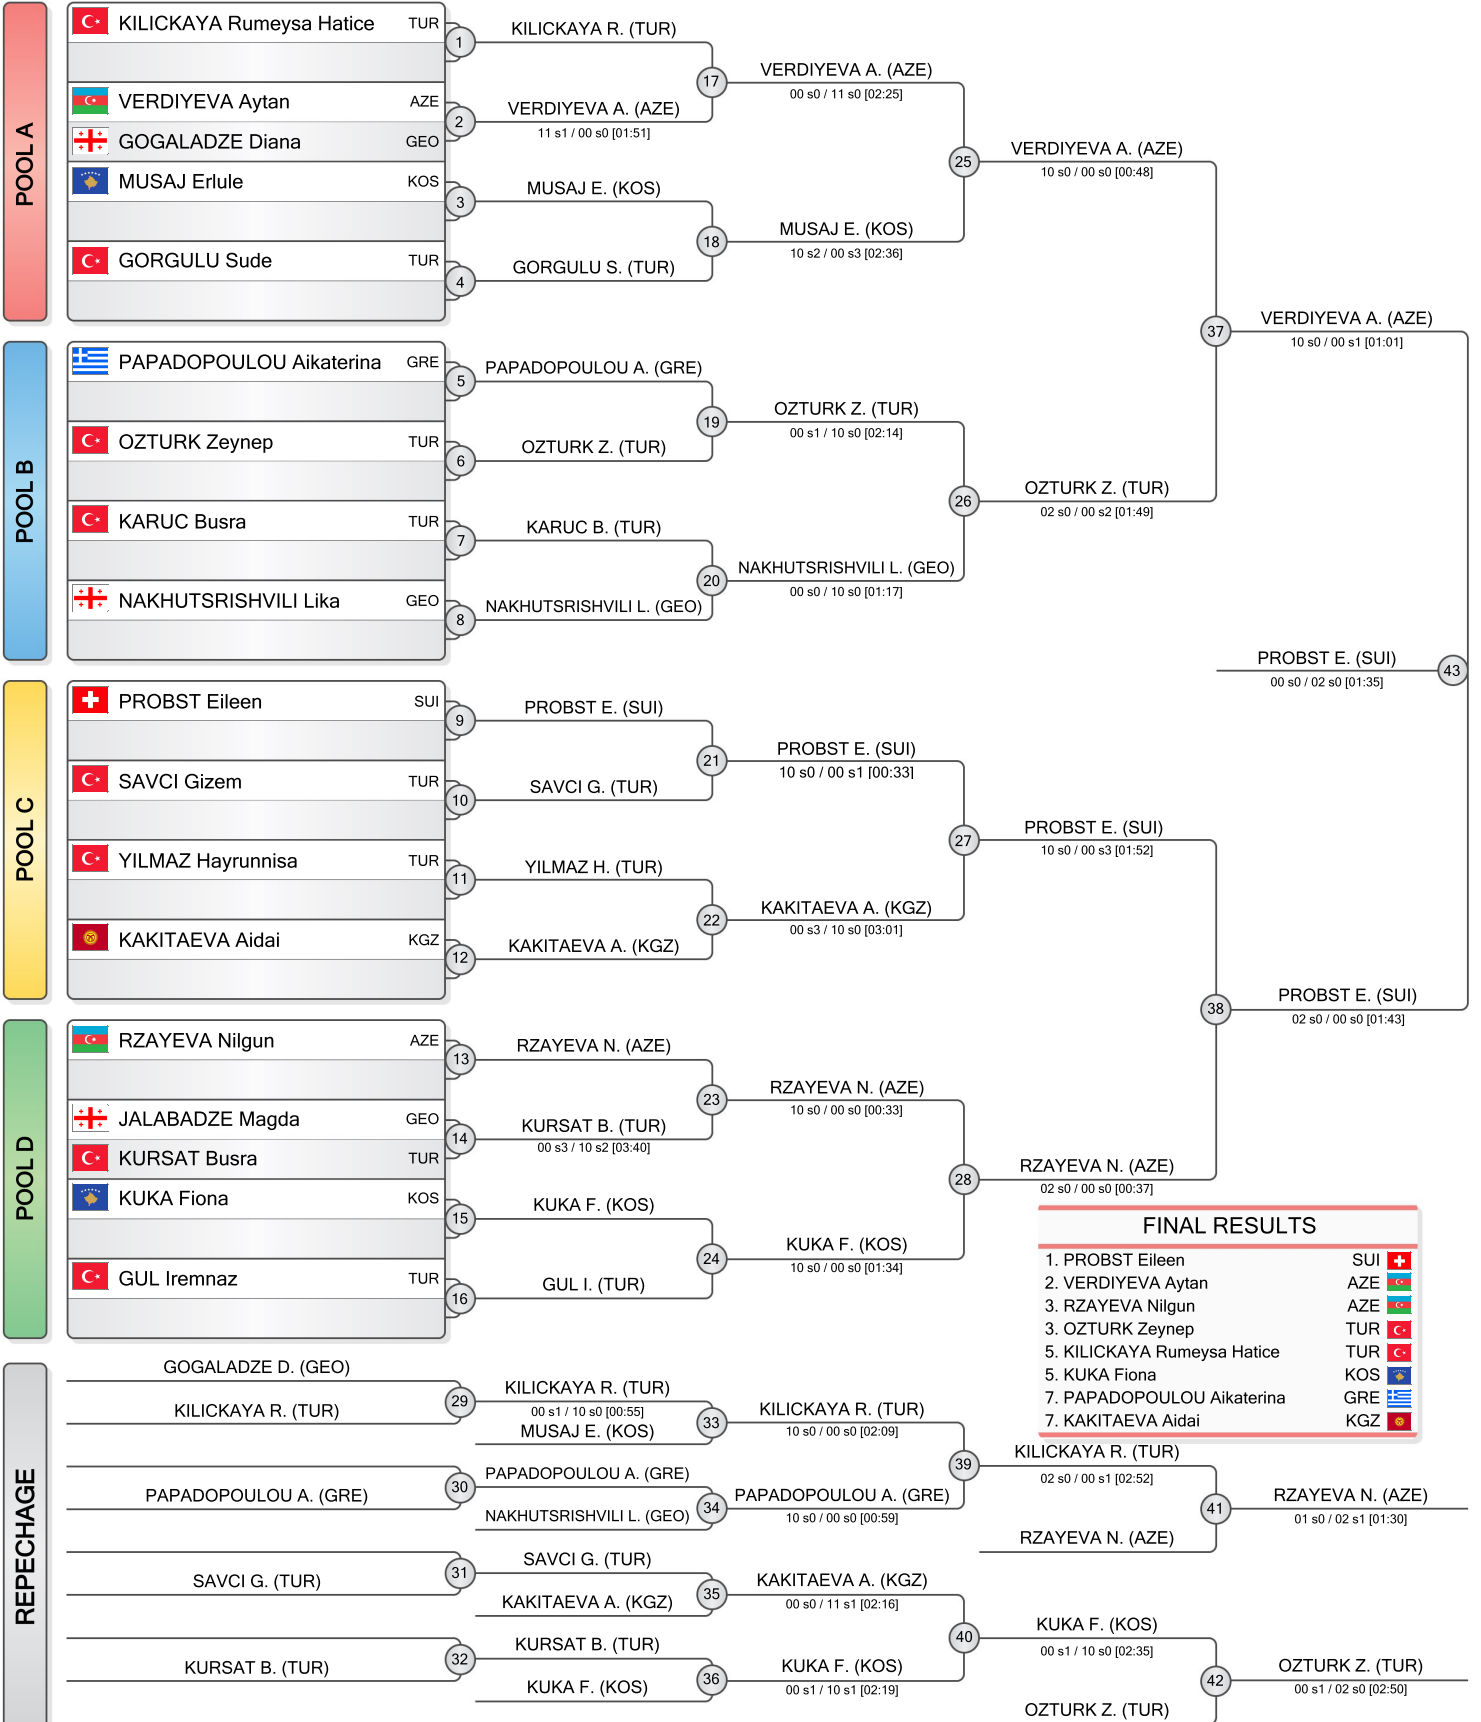 POOL A
KILICKAYA Rumeysa Hatice TUR
VERDIYEVA Aytan AZE
GOGALADZE Diana GEO
MUSAJ Erlule KOS
GORGULU Sude TUR
1
2
3
4
KILICKAYA R. (TUR)
VERDIYEVA A. (AZE)
11 s1 / 00 s0 [01:51]
MUSAJ E. (KOS)
GORGULU S. (TUR)
17
18
VERDIYEVA A. (AZE)
00 s0 / 11 s0 [02:25]
MUSAJ E. (KOS)
10 s2 / 00 s3 [02:36]
25
VERDIYEVA A. (AZE)
10 s0 / 00 s0 [00:48]
POOL B
PAPADOPOULOU Aikaterina GRE
OZTURK Zeynep TUR
KARUC Busra TUR
NAKHUTSRISHVILI Lika GEO
5
6
7
8
PAPADOPOULOU A. (GRE)
OZTURK Z. (TUR)
KARUC B. (TUR)
NAKHUTSRISHVILI L. (GEO)
19
20
OZTURK Z. (TUR)
00 s1 / 10 s0 [02:14]
NAKHUTSRISHVILI L. (GEO)
00 s0 / 10 s0 [01:17]
26
OZTURK Z. (TUR)
02 s0 / 00 s2 [01:49]
37
VERDIYEVA A. (AZE)
10 s0 / 00 s1 [01:01]
PROBST E. (SUI)
00 s0 / 02 s0 [01:35]
43
POOL C
PROBST Eileen SUI
SAVCI Gizem TUR
YILMAZ Hayrunnisa TUR
KAKITAEVA Aidai KGZ
9
10
11
12
PROBST E. (SUI)
SAVCI G. (TUR)
YILMAZ H. (TUR)
KAKITAEVA A. (KGZ)
21
22
PROBST E. (SUI)
10 s0 / 00 s1 [00:33]
KAKITAEVA A. (KGZ)
00 s3 / 10 s0 [03:01]
27
PROBST E. (SUI)
10 s0 / 00 s3 [01:52]
POOL D
RZAYEVA Nilgun AZE
JALABADZE Magda GEO
KURSAT Busra TUR
KUKA Fiona KOS
GUL Iremnaz TUR
13
14
15
16
RZAYEVA N. (AZE)
KURSAT B. (TUR)
00 s3 / 10 s2 [03:40]
KUKA F. (KOS)
GUL I. (TUR)
23
24
RZAYEVA N. (AZE)
10 s0 / 00 s0 [00:33]
KUKA F. (KOS)
10 s0 / 00 s0 [01:34]
28
RZAYEVA N. (AZE)
02 s0 / 00 s0 [00:37]
38
PROBST E. (SUI)
02 s0 / 00 s0 [01:43]
FINAL RESULTS
1. PROBST Eileen SUI
2. VERDIYEVA Aytan AZE
3. RZAYEVA Nilgun AZE
3. OZTURK Zeynep TUR
5. KILICKAYA Rumeysa Hatice TUR
5. KUKA Fiona KOS
7. PAPADOPOULOU Aikaterina GRE
7. KAKITAEVA Aidai KGZ
REPECHAGE
GOGALADZE D. (GEO)
KILICKAYA R. (TUR)
PAPADOPOULOU A. (GRE)
SAVCI G. (TUR)
KURSAT B. (TUR)
29
30
31
32
KILICKAYA R. (TUR)
00 s1 / 10 s0 [00:55]
MUSAJ E. (KOS)
PAPADOPOULOU A. (GRE)
NAKHUTSRISHVILI L. (GEO)
SAVCI G. (TUR)
KAKITAEVA A. (KGZ)
KURSAT B. (TUR)
KUKA F. (KOS)
33
34
35
36
KILICKAYA R. (TUR)
10 s0 / 00 s0 [02:09]
PAPADOPOULOU A. (GRE)
10 s0 / 00 s0 [00:59]
KAKITAEVA A. (KGZ)
00 s0 / 11 s1 [02:16]
KUKA F. (KOS)
00 s1 / 10 s1 [02:19]
39
40
KILICKAYA R. (TUR)
02 s0 / 00 s1 [02:52]
RZAYEVA N. (AZE)
KUKA F. (KOS)
00 s1 / 10 s0 [02:35]
OZTURK Z. (TUR)
41
42
RZAYEVA N. (AZE)
01 s0 / 02 s1 [01:30]
OZTURK Z. (TUR)
00 s1 / 02 s0 [02:50]